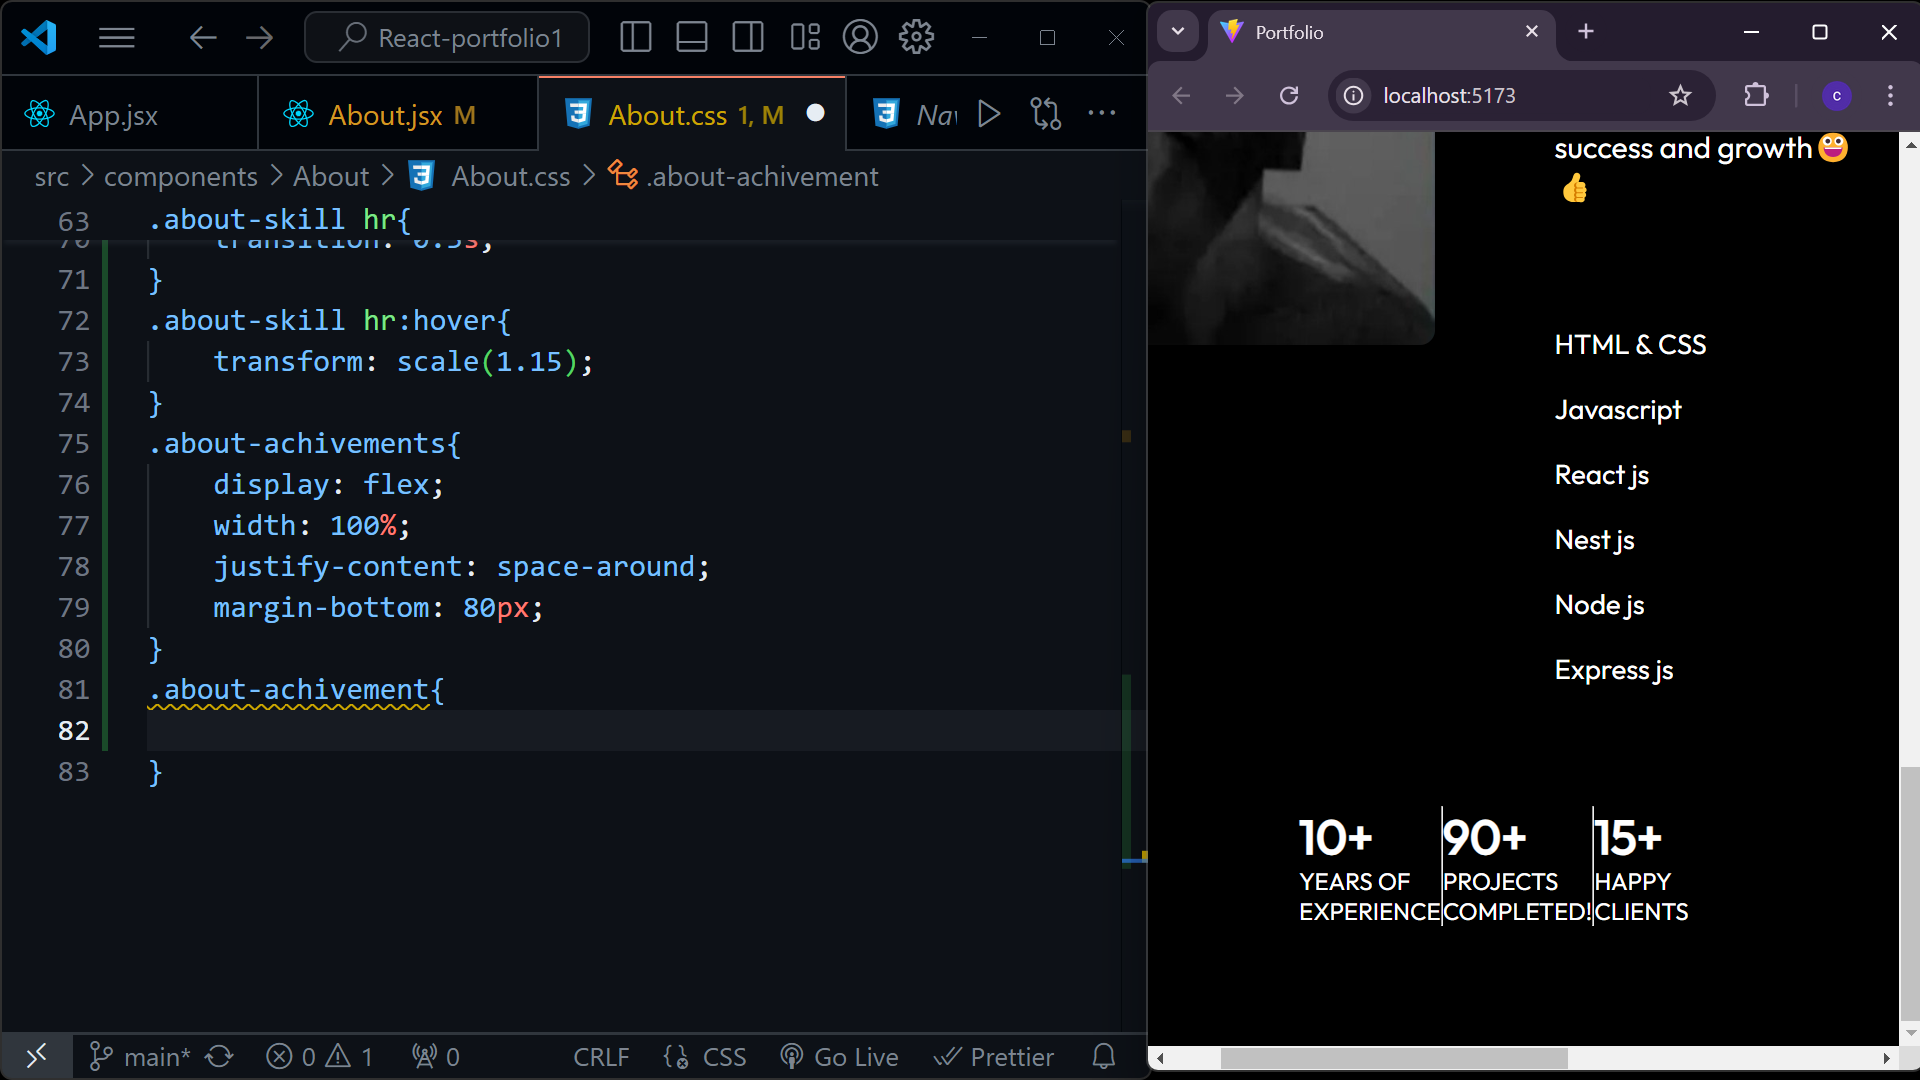 React-portfolio1
App.jsx
About.jsx M
About.css 1, M
Nav
src > components > About > About.css > .about-achivement
63 .about-skill hr{
70 transition: 0.5s;
71 }
72 .about-skill hr:hover{
73 transform: scale(1.15);
74 }
75 .about-achivements{
76 display: flex;
77 width: 100%;
78 justify-content: space-around;
79 margin-bottom: 80px;
80 }
81 .about-achivement{
82
83 }
main* 0 1 0 CRLF CSS Go Live Prettier
Portfolio
localhost:5173
c
success and growth😃
👍
HTML & CSS
Javascript
React js
Nest js
Node js
Express js
10+
YEARS OF
EXPERIENCE
90+
PROJECTS
COMPLETED!
15+
HAPPY
CLIENTS